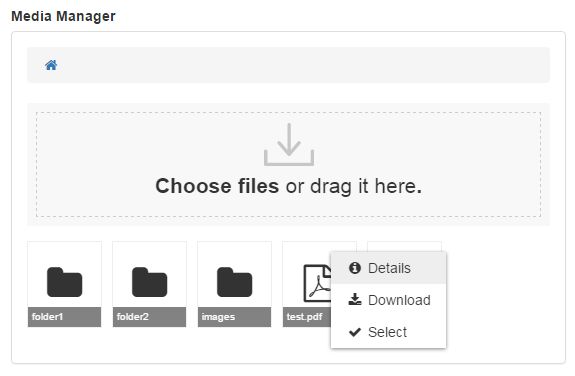 Media Manager
Choose files or drag it here.
folder1
folder2
images
test.pdf
Details
Download
Select